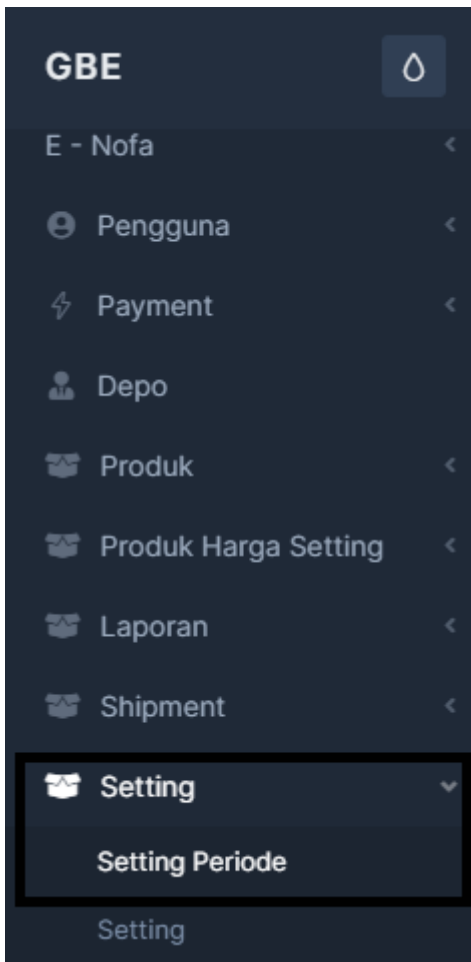 GBE
E - Nofa
Pengguna
Payment
Depo
Produk
Produk Harga Setting
Laporan
Shipment
Setting
Setting Periode
Setting